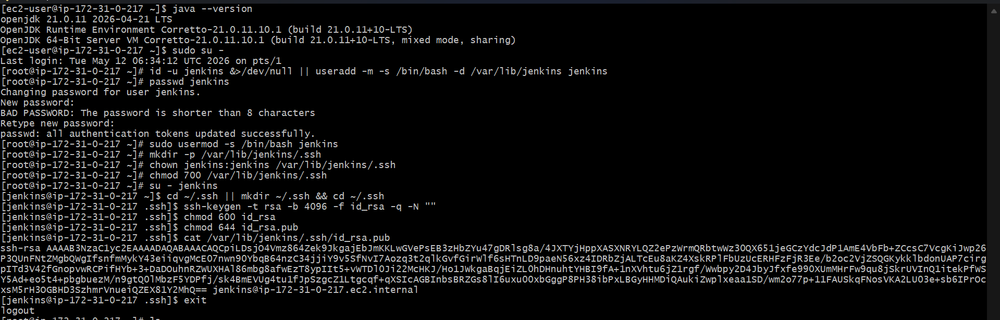 [ec2-user@ip-172-31-0-217 ~]$ java --version
openjdk 21.0.11 2026-04-21 LTS
OpenJDK Runtime Environment Corretto-21.0.11.10.1 (build 21.0.11+10-LTS)
OpenJDK 64-Bit Server VM Corretto-21.0.11.10.1 (build 21.0.11+10-LTS, mixed mode, sharing)
[ec2-user@ip-172-31-0-217 ~]$ sudo su -
Last login: Tue May 12 06:34:12 UTC 2026 on pts/1
[root@ip-172-31-0-217 ~]# id -u jenkins &>/dev/null || useradd -m -s /bin/bash -d /var/lib/jenkins jenkins
[root@ip-172-31-0-217 ~]# passwd jenkins
Changing password for user jenkins.
New password:
BAD PASSWORD: The password is shorter than 8 characters
Retype new password:
passwd: all authentication tokens updated successfully.
[root@ip-172-31-0-217 ~]# sudo usermod -s /bin/bash jenkins
[root@ip-172-31-0-217 ~]# mkdir -p /var/lib/jenkins/.ssh
[root@ip-172-31-0-217 ~]# chown jenkins:jenkins /var/lib/jenkins/.ssh
[root@ip-172-31-0-217 ~]# chmod 700 /var/lib/jenkins/.ssh
[root@ip-172-31-0-217 ~]# su - jenkins
[jenkins@ip-172-31-0-217 ~]$ cd ~/.ssh || mkdir ~/.ssh && cd ~/.ssh
[jenkins@ip-172-31-0-217 .ssh]$ ssh-keygen -t rsa -b 4096 -f id_rsa -q -N ""
[jenkins@ip-172-31-0-217 .ssh]$ chmod 600 id_rsa
[jenkins@ip-172-31-0-217 .ssh]$ chmod 644 id_rsa.pub
[jenkins@ip-172-31-0-217 .ssh]$ cat /var/lib/jenkins/.ssh/id_rsa.pub
ssh-rsa AAAAB3NzaC1yc2EAAAADAQABAAACAQCpiLDsjO4Vmz864Zek9JkgajEbJmKKLwGVePsEB3zHbZYu47gDRlsg8a/4JXTYjHppXASXNRYLQZ2ePzWrmQRbtwWz30QX651jeGCzYdcJdP1AmE4VbFb+ZCcsC7VcgKiJwp26
P3QUnFNtZMgbQWgIfsnfmMykY43eiiqvgMcE07nwn90YbqB64nzC34jjiY9v5SfNvI7Aozq3t2qlkGvfGirWlf6sHTnLD9paeN56xz4IDRbZjALTcEu8aKZ4XskRPlFbUzUcERHFzFjR3Ee/b2oc2VjZSQGKykklbdonUAP7cirg
pITd3V42fGnopvwRCPifHYb+3+DaDOuhnRZWUXHAl86mbg8afwEzT8ypIIt5+vWTDl0Ji22McHKJ/Ho1JWkgaBqjEiZL0hDHnuhtYHBI9fA+1nXVhtu6jZ1rgf/Wwbpy2D4JbyJfxfe990XUmMHrFw9qu8jSkrUVInQ1itekPfWS
Y5Ad+eo5t4+pbgbuezM/n9gtQ0lMbzF5YDPfj/sk4BmEVUg4tu1fJpSzgcZ1Ltgcqf+qXSIcAGBInbsBRZGs8lI6uxu00xbGggP8PH38ibPxLBGyHHMDiQAukiZwplxeaa1SD/wm2o77p+11FAUSkqFNosVKA2LU03e+sb6IPrOc
xsM5rH3OGBHD3SzhmrVnueiQZEX81Y2MhQ== jenkins@ip-172-31-0-217.ec2.internal
[jenkins@ip-172-31-0-217 .ssh]$ exit
logout